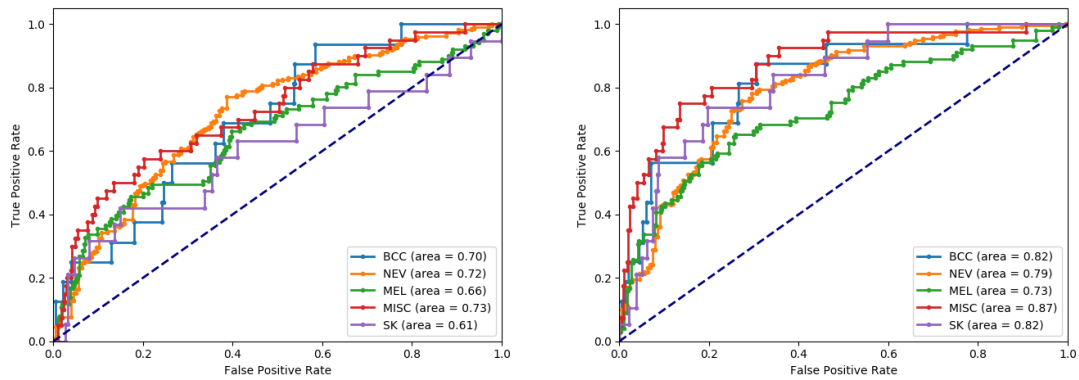 1.0
0.8
0.6
0.4
0.2
0.0
True Positive Rate
0.0 0.2 0.4 0.6 0.8 1.0
False Positive Rate
BCC (area = 0.70)
NEV (area = 0.72)
MEL (area = 0.66)
MISC (area = 0.73)
SK (area = 0.61)
1.0
0.8
0.6
0.4
0.2
0.0
True Positive Rate
0.0 0.2 0.4 0.6 0.8 1.0
False Positive Rate
BCC (area = 0.82)
NEV (area = 0.79)
MEL (area = 0.73)
MISC (area = 0.87)
SK (area = 0.82)